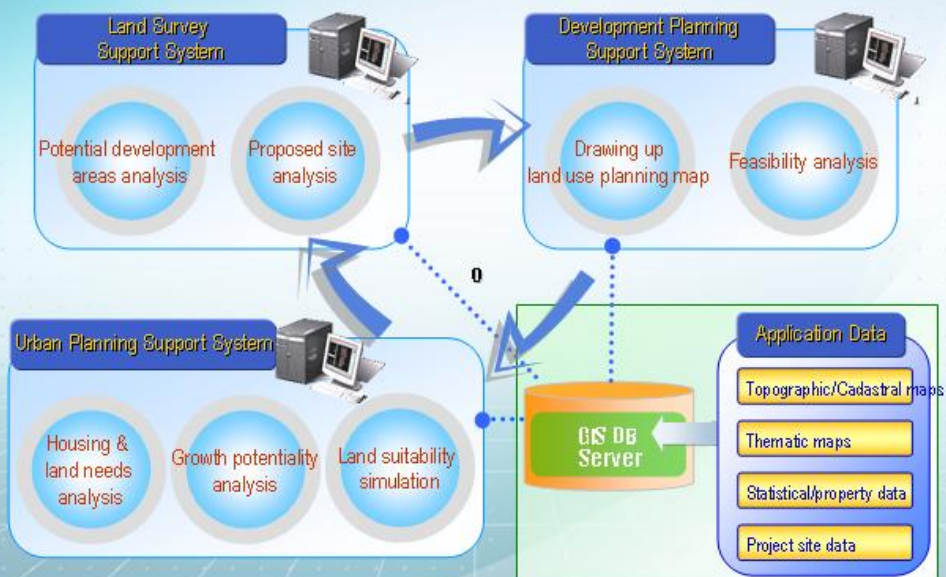 Land Survey
Support System
Potential development
areas analysis
Proposed site
analysis
Development Planning
Support System
Drawing up
land use planning map
Feasibility analysis
0
Urban Planning Support System
Housing &
land needs
analysis
Growth potentiality
analysis
Land suitability
simulation
GIS DB
Server
Application Data
Topographic/Cadastral maps
Thematic maps
Statistical/property data
Project site data